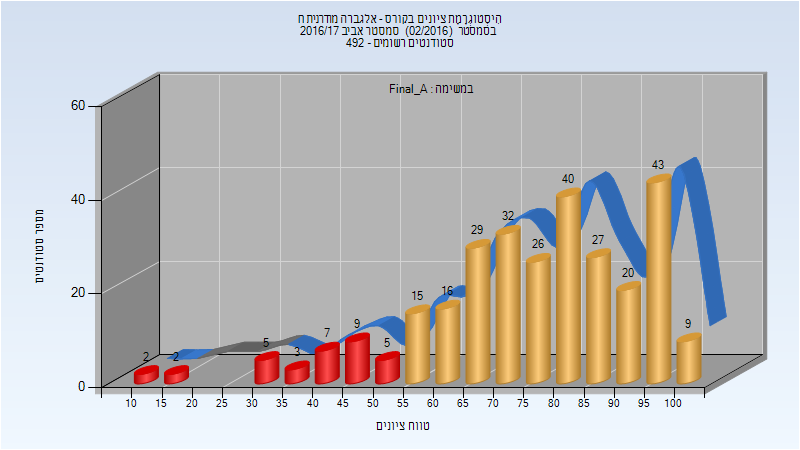 היסטוגרמת ציונים בקורס - אלגברה מודרנית ח
בסמסטר (02/2016) סמסטר אביב 2016/17
סטודנטים רשומים - 492
במשימה : Final_A
מספר סטודנטים
60
40
20
0
2 2 5 3 7 9 5 15 16 29 32 26 40 27 20 43 9
10 15 20 25 30 35 40 45 50 55 60 65 70 75 80 85 90 95 100
טווח ציונים